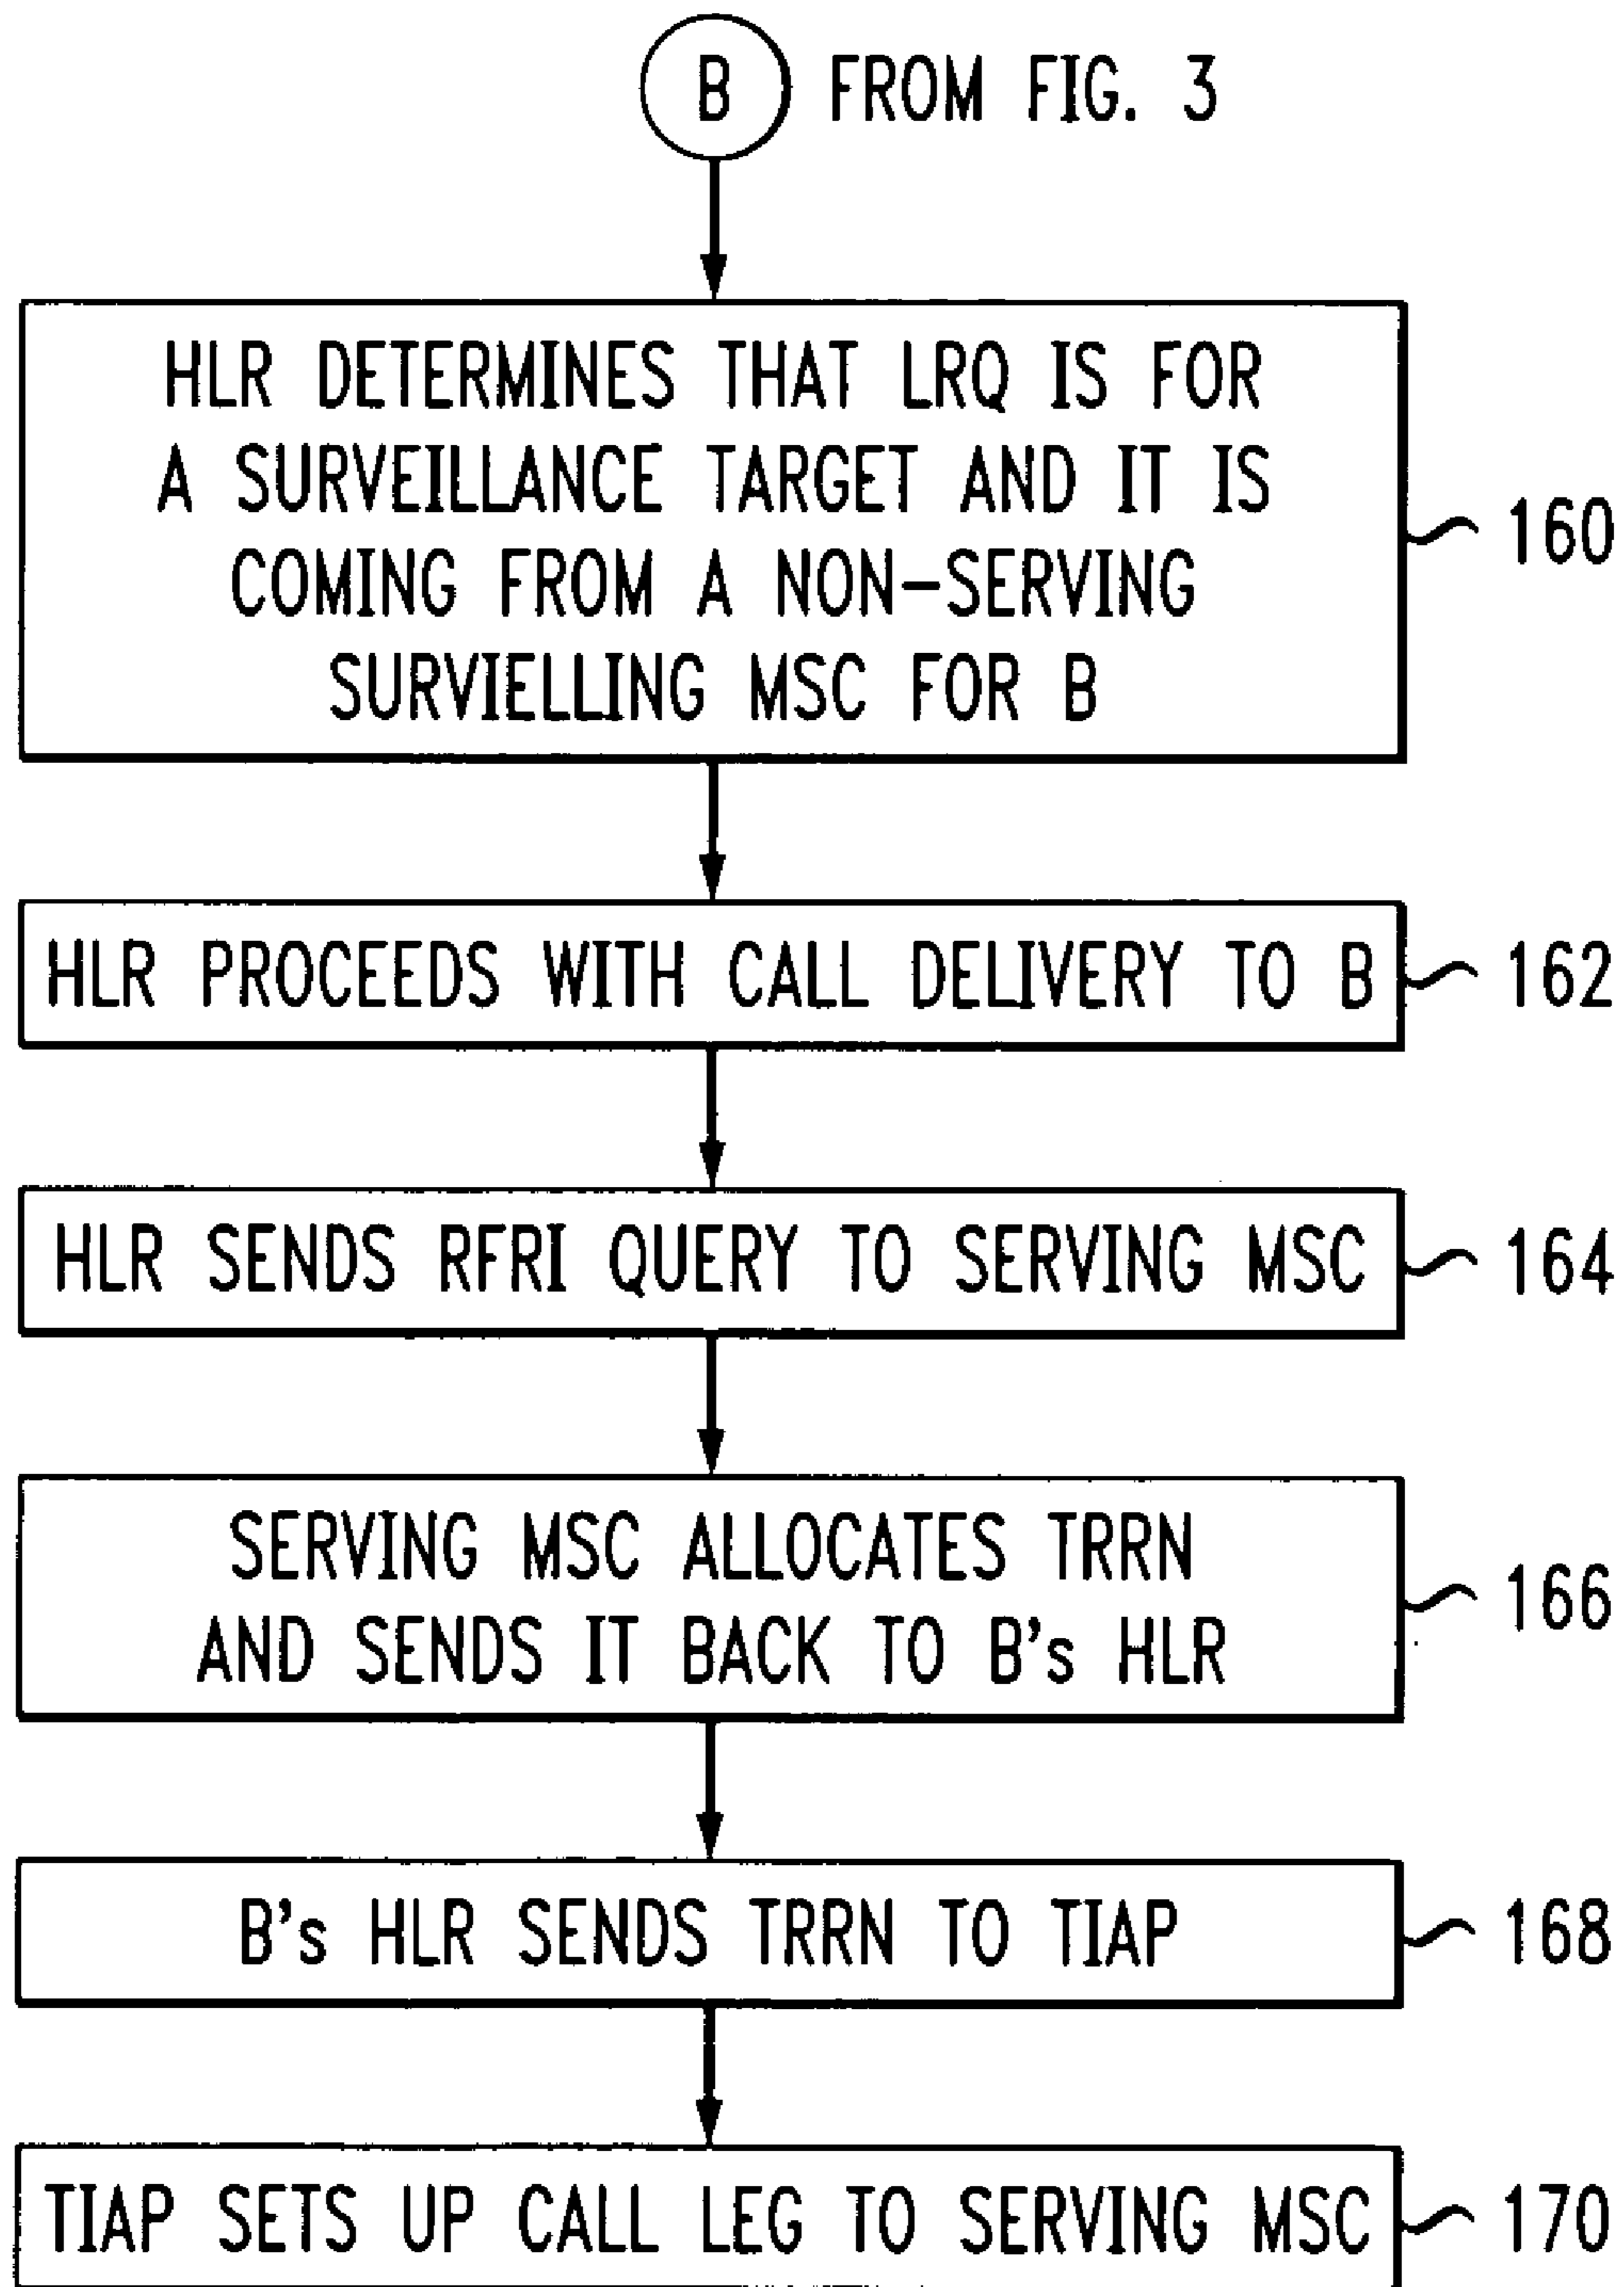 B FROM FIG. 3
HLR DETERMINES THAT LRQ IS FOR
A SURVEILLANCE TARGET AND IT IS
COMING FROM A NON-SERVING
SURVIELLING MSC FOR B
160
HLR PROCEEDS WITH CALL DELIVERY TO B
162
HLR SENDS RFRI QUERY TO SERVING MSC
164
SERVING MSC ALLOCATES TRRN
AND SENDS IT BACK TO B's HLR
166
B's HLR SENDS TRRN TO TIAP
168
TIAP SETS UP CALL LEG TO SERVING MSC
170